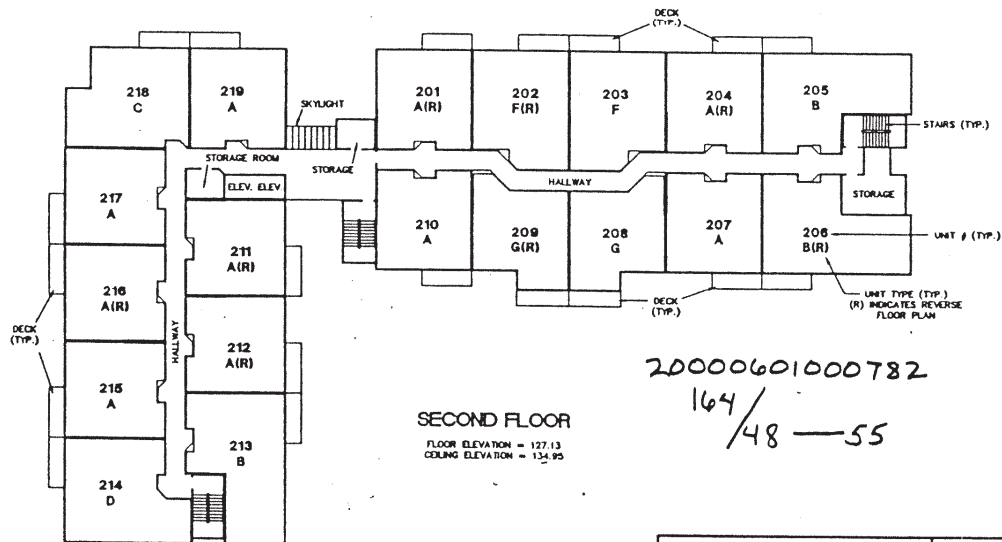 DECK
(TYP.)
218
C
219
A
SKYLIGHT
201
A(R)
202
F(R)
203
F
204
A(R)
205
B
STAIRS (TYP.)
STORAGE ROOM
STORAGE
ELEV. ELEV.
HALLWAY
STORAGE
217
A
211
A(R)
210
A
209
G(R)
208
G
207
A
206
B(R)
UNIT # (TYP.)
216
A(R)
UNIT TYPE (TYP.)
(R) INDICATES REVERSE
FLOOR PLAN
DECK
(TYP.)
DECK
(TYP.)
HALLWAY
212
A(R)
215
A
213
B
214
D
SECOND FLOOR
FLOOR ELEVATION = 127.13
CEILING ELEVATION = 134.95
20000601000782
164/48 — 55